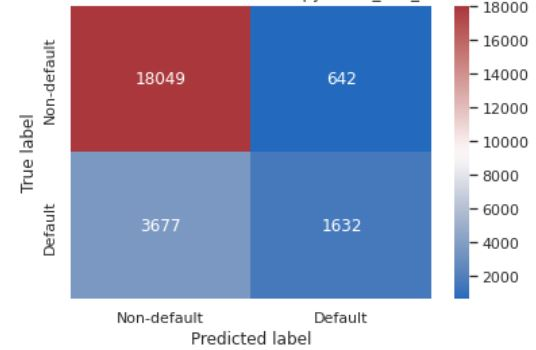 18000
Non-default
18049
642
16000
14000
12000
True label
10000
8000
Default
3677
1632
6000
4000
2000
Non-default
Default
Predicted label